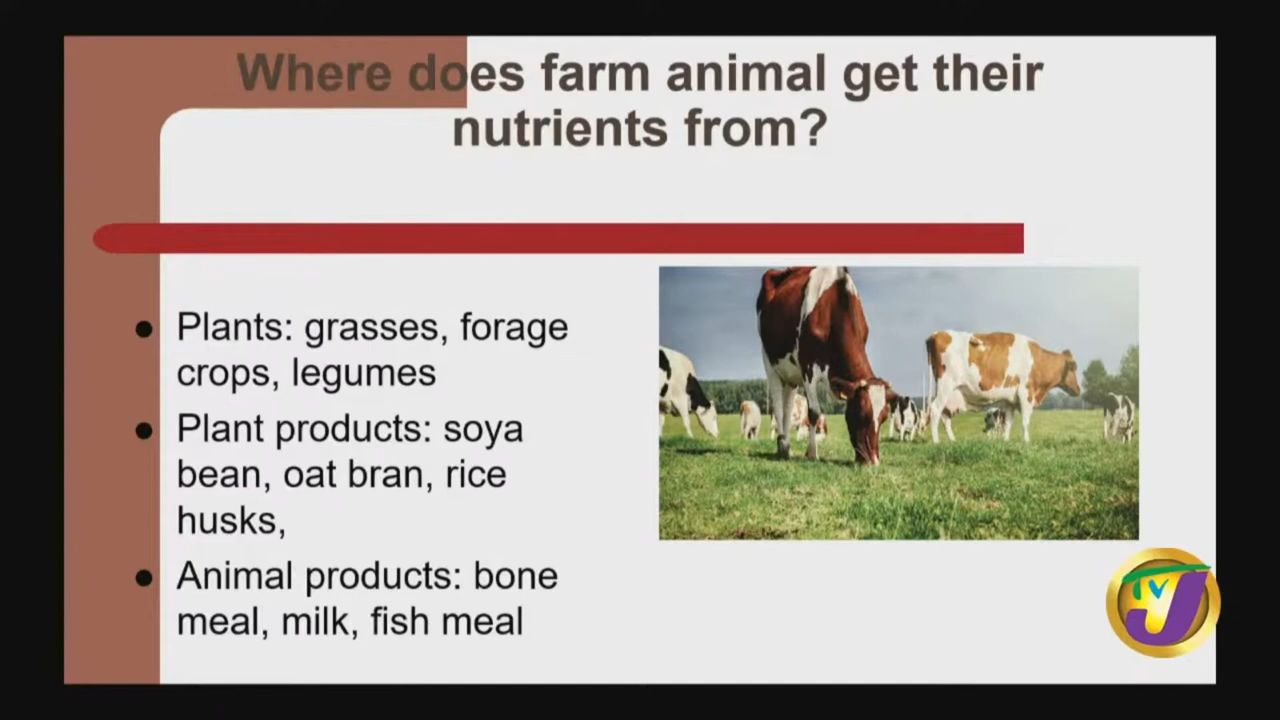 Where does farm animal get their
nutrients from?
● Plants: grasses, forage
crops, legumes
● Plant products: soya
bean, oat bran, rice
husks,
● Animal products: bone
meal, milk, fish meal
TVJ